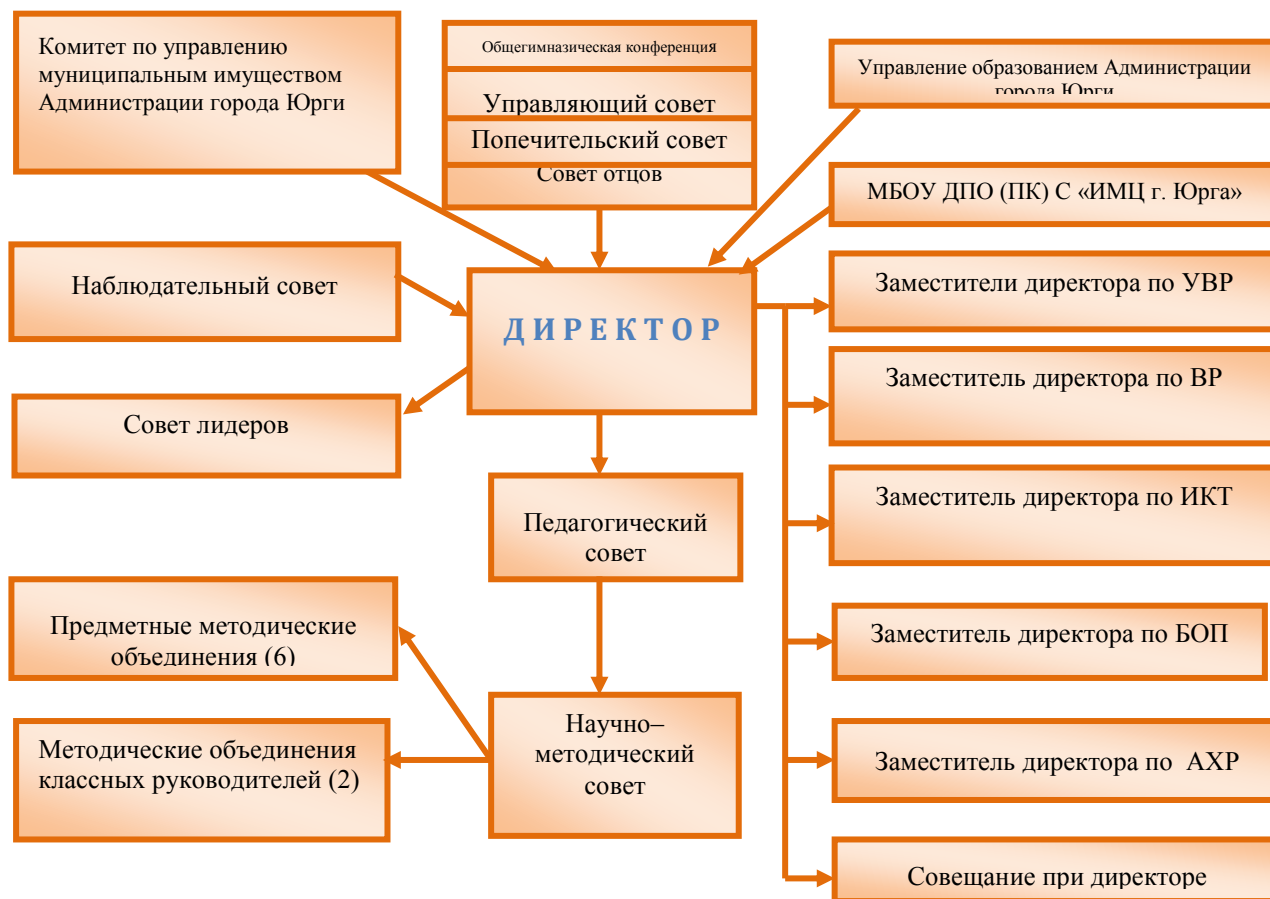 Комитет по управлению
муниципальным имуществом
Администрации города Юрги
Общегимназическая конференция
Управляющий совет
Попечительский совет
Совет отцов
Управление образованием Администрации
города Юрги
МБОУ ДПО (ПК) С «ИМЦ г. Юрга»
Наблюдательный совет
Д И Р Е К Т О Р
Заместители директора по УВР
Заместитель директора по ВР
Совет лидеров
Заместитель директора по ИКТ
Педагогический
совет
Предметные методические
объединения (6)
Заместитель директора по БОП
Научно–
методический
совет
Методические объединения
классных руководителей (2)
Заместитель директора по АХР
Совещание при директоре